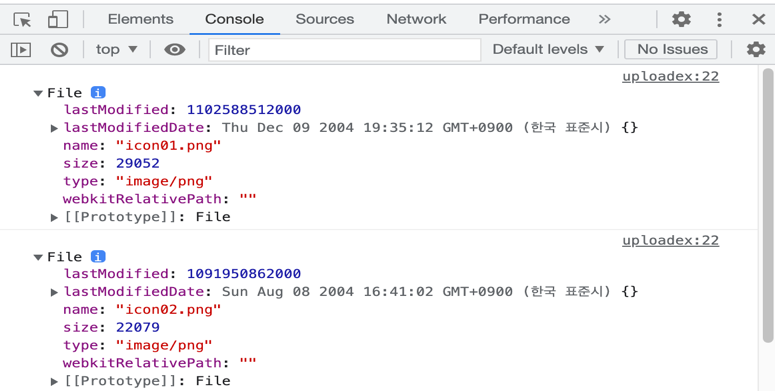 Elements Console Sources Network Performance »
top ▼ Filter Default levels ▼ No Issues
uploadex:22
▼File i
lastModified: 1102588512000
▶lastModifiedDate: Thu Dec 09 2004 19:35:12 GMT+0900 (한국 표준시) {}
name: "icon01.png"
size: 29052
type: "image/png"
webkitRelativePath: ""
▶[[Prototype]]: File
uploadex:22
▼File i
lastModified: 1091950862000
▶lastModifiedDate: Sun Aug 08 2004 16:41:02 GMT+0900 (한국 표준시) {}
name: "icon02.png"
size: 22079
type: "image/png"
webkitRelativePath: ""
▶[[Prototype]]: File